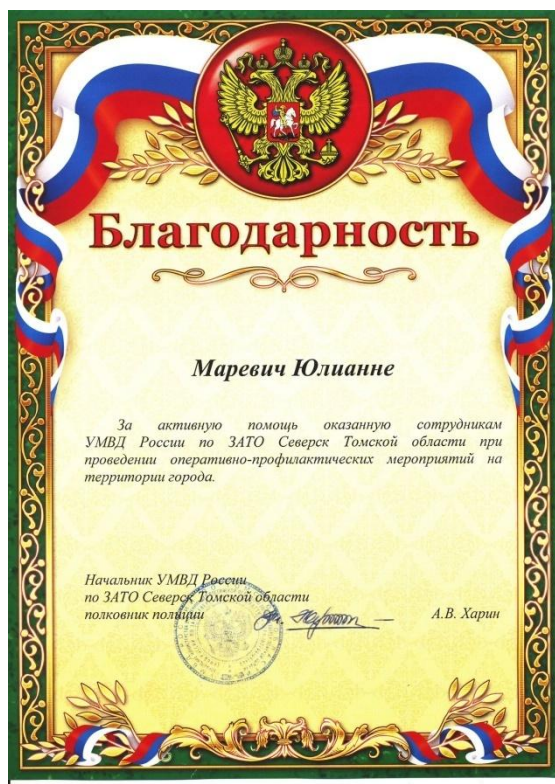 Благодарность
Маревич Юлианне
За активную помощь оказанную сотрудникам
УМВД России по ЗАТО Северск Томской области при
проведении оперативно-профилактических мероприятий на
территории города.
Начальник УМВД России
по ЗАТО Северск Томской области
полковник полиции А.В. Харин